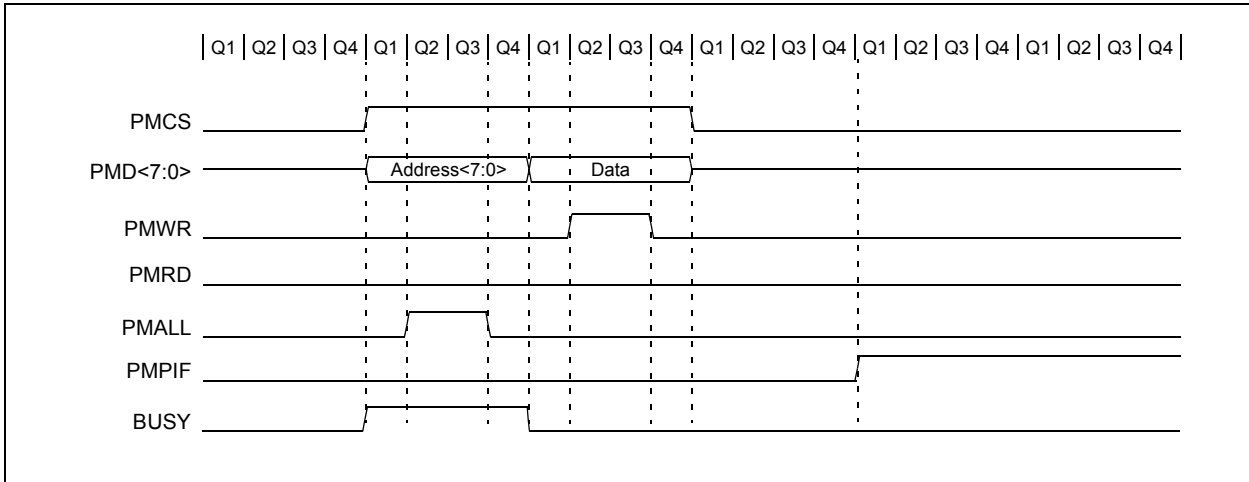 Q1 Q2 Q3 Q4 Q1 Q2 Q3 Q4 Q1 Q2 Q3 Q4 Q1 Q2 Q3 Q4 Q1 Q2 Q3 Q4 Q1 Q2 Q3 Q4
PMCS
PMD<7:0> Address<7:0> Data
PMWR
PMRD
PMALL
PMPIF
BUSY